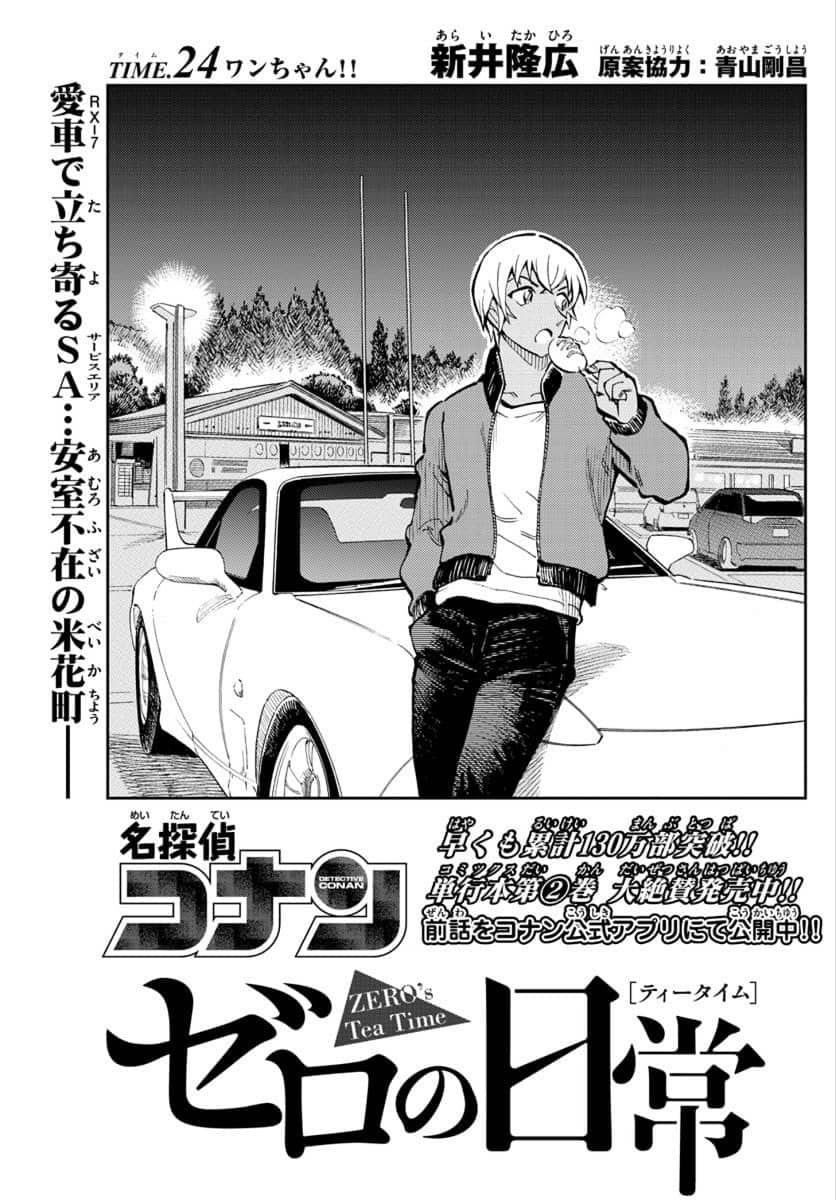 TIME.24 ワンちゃん!!
新井隆広 原案協力：青山剛昌
愛車で立ち寄るSA…安室不在の米花町――
名探偵
コナン
DETECTIVE CONAN
早くも累計130万部突破!!
単行本第②巻 大絶賛発売中!!
前話をコナン公式アプリにて公開中!!
ZERO's
Tea Time
[ティータイム]
ゼロの日常